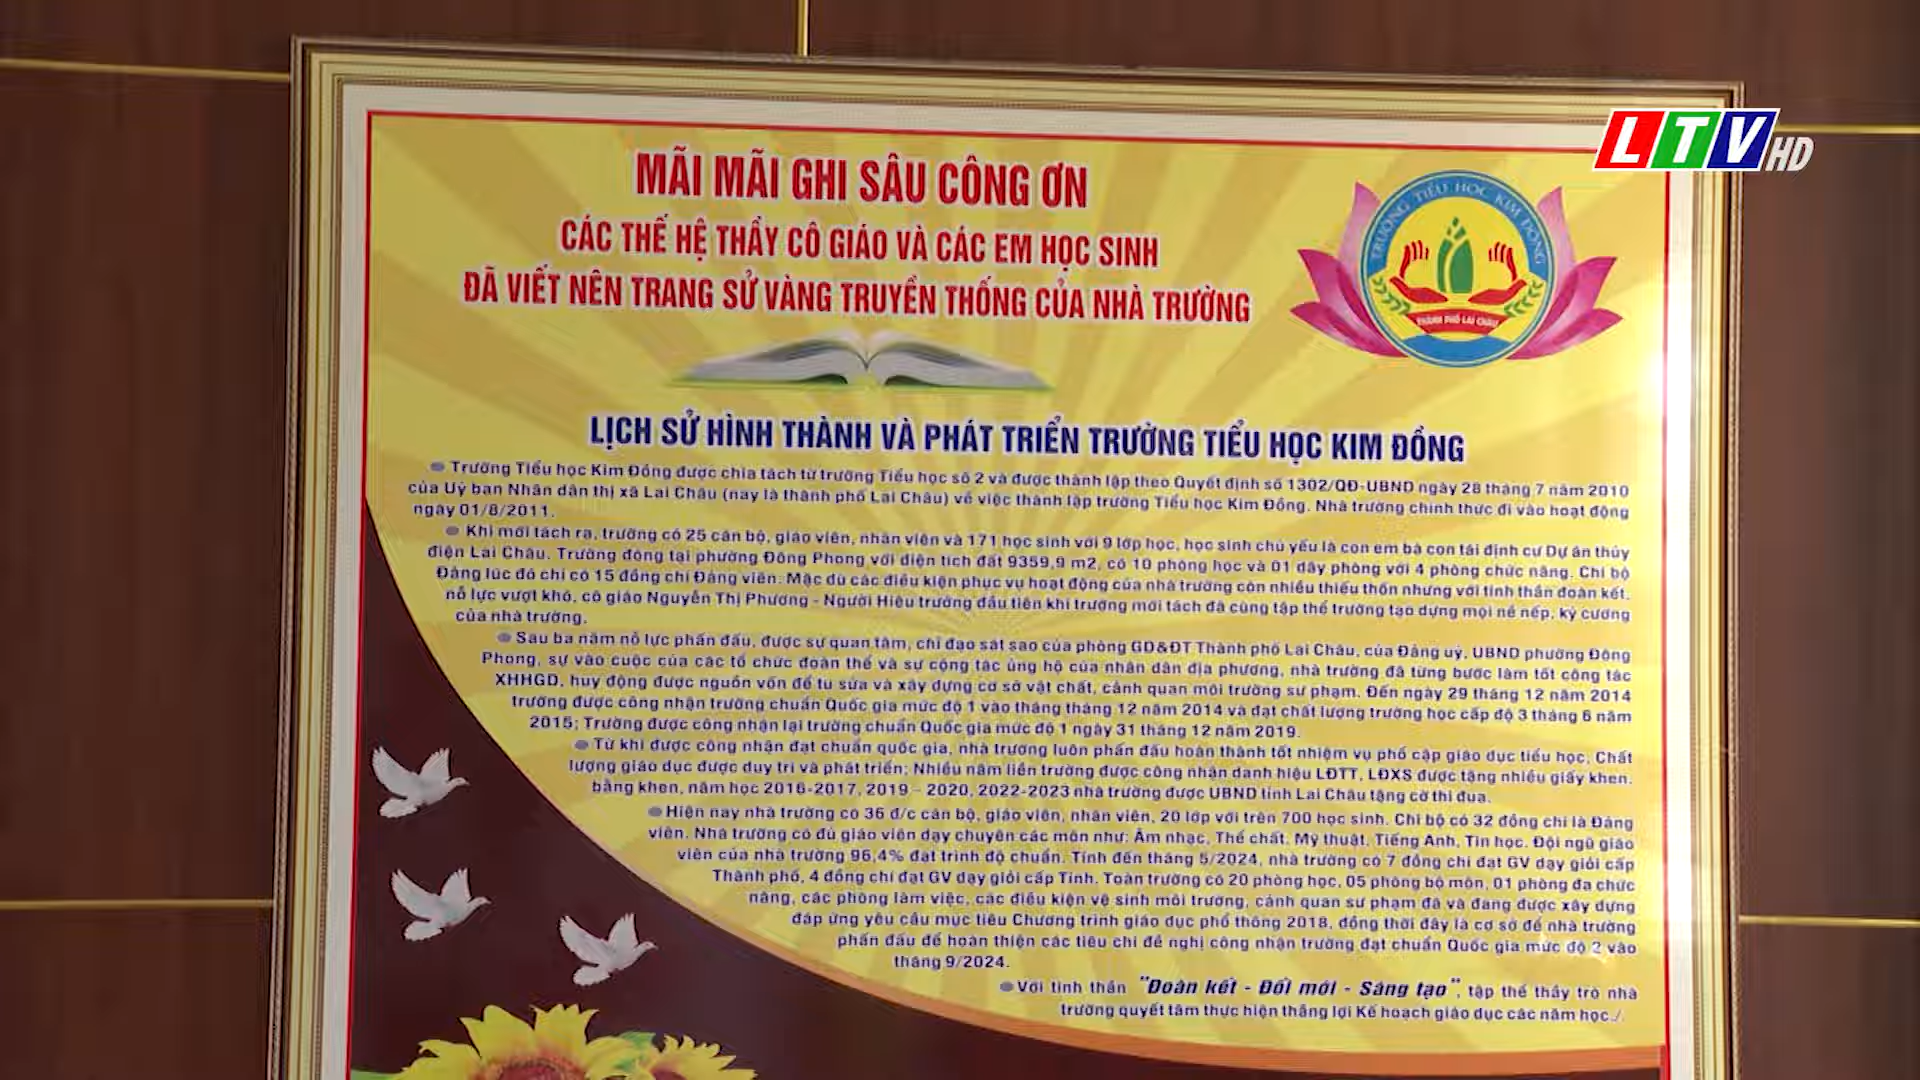 LTV HD
MÃI MÃI GHI SÂU CÔNG ƠN
CÁC THẾ HỆ THẦY CÔ GIÁO VÀ CÁC EM HỌC SINH
ĐÃ VIẾT NÊN TRANG SỬ VÀNG TRUYỀN THỐNG CỦA NHÀ TRƯỜNG
TRƯỜNG TIỂU HỌC KIM ĐỒNG
THÀNH PHỐ LAI CHÂU
LỊCH SỬ HÌNH THÀNH VÀ PHÁT TRIỂN TRƯỜNG TIỂU HỌC KIM ĐỒNG
Trường Tiểu học Kim Đồng được chia tách từ trường Tiểu học số 2 và được thành lập theo Quyết định số 1302/QĐ-UBND ngày 28 tháng 7 năm 2010
của Uỷ ban Nhân dân thị xã Lai Châu (nay là thành phố Lai Châu) về việc thành lập trường Tiểu học Kim Đồng. Nhà trường chính thức đi vào hoạt động
ngày 01/8/2011.
Khi mới tách ra, trường có 25 cán bộ, giáo viên, nhân viên và 171 học sinh với 9 lớp học, học sinh chủ yếu là con em bà con tái định cư Dự án thủy
điện Lai Châu. Trường đóng tại phường Đông Phong với diện tích đất 9359,9 m2, có 10 phòng học và 01 dãy phòng với 4 phòng chức năng. Chi bộ
Đảng lúc đó chỉ có 15 đồng chí Đảng viên. Mặc dù các điều kiện phục vụ hoạt động của nhà trường còn nhiều thiếu thốn nhưng với tinh thần đoàn kết,
nỗ lực vượt khó, cô giáo Nguyễn Thị Phương - Người Hiệu trưởng đầu tiên khi trường mới tách đã cùng tập thể trường tạo dựng mọi nề nếp, kỷ cương
của nhà trường.
Sau ba năm nỗ lực phấn đấu, được sự quan tâm, chỉ đạo sát sao của phòng GD&ĐT Thành phố Lai Châu, của Đảng uỷ, UBND phường Đông
Phong, sự vào cuộc của các tổ chức đoàn thể và sự cộng tác ủng hộ của nhân dân địa phương, nhà trường đã từng bước làm tốt công tác
XHHGD, huy động được nguồn vốn để tu sửa và xây dựng cơ sở vật chất, cảnh quan môi trường sư phạm. Đến ngày 29 tháng 12 năm 2014
trường được công nhận trường chuẩn Quốc gia mức độ 1 vào tháng tháng 12 năm 2014 và đạt chất lượng trường học cấp độ 3 tháng 6 năm
2015; Trường được công nhận lại trường chuẩn Quốc gia mức độ 1 ngày 31 tháng 12 năm 2019.
Từ khi được công nhận đạt chuẩn quốc gia, nhà trường luôn phấn đấu hoàn thành tốt nhiệm vụ phổ cập giáo dục tiểu học, Chất
lượng giáo dục được duy trì và phát triển; Nhiều năm liền trường được công nhận danh hiệu LĐTT, LĐXS được tặng nhiều giấy khen,
bằng khen, năm học 2016-2017, 2019 - 2020, 2022-2023 nhà trường được UBND tỉnh Lai Châu tặng cờ thi đua.
Hiện nay nhà trường có 36 đ/c cán bộ, giáo viên, nhân viên, 20 lớp với trên 700 học sinh. Chi bộ có 32 đồng chí là Đảng
viên. Nhà trường có đủ giáo viên dạy chuyên các môn như: Âm nhạc, Thể chất, Mỹ thuật, Tiếng Anh, Tin học. Đội ngũ giáo
viên của nhà trường 96,4% đạt trình độ chuẩn. Tính đến tháng 5/2024, nhà trường có 7 đồng chí đạt GV dạy giỏi cấp
Thành phố, 4 đồng chí đạt GV dạy giỏi cấp Tỉnh. Toàn trường có 20 phòng học, 05 phòng bộ môn, 01 phòng đa chức
năng, các phòng làm việc, các điều kiện vệ sinh môi trường, cảnh quan sư phạm đã và đang được xây dựng
đáp ứng yêu cầu mục tiêu Chương trình giáo dục phổ thông 2018, đồng thời đây là cơ sở để nhà trường
phấn đấu để hoàn thiện các tiêu chí đề nghị công nhận trường đạt chuẩn Quốc gia mức độ 2 vào
tháng 9/2024.
Với tinh thần "Đoàn kết - Đổi mới - Sáng tạo", tập thể thầy trò nhà
trường quyết tâm thực hiện thắng lợi Kế hoạch giáo dục các năm học./.